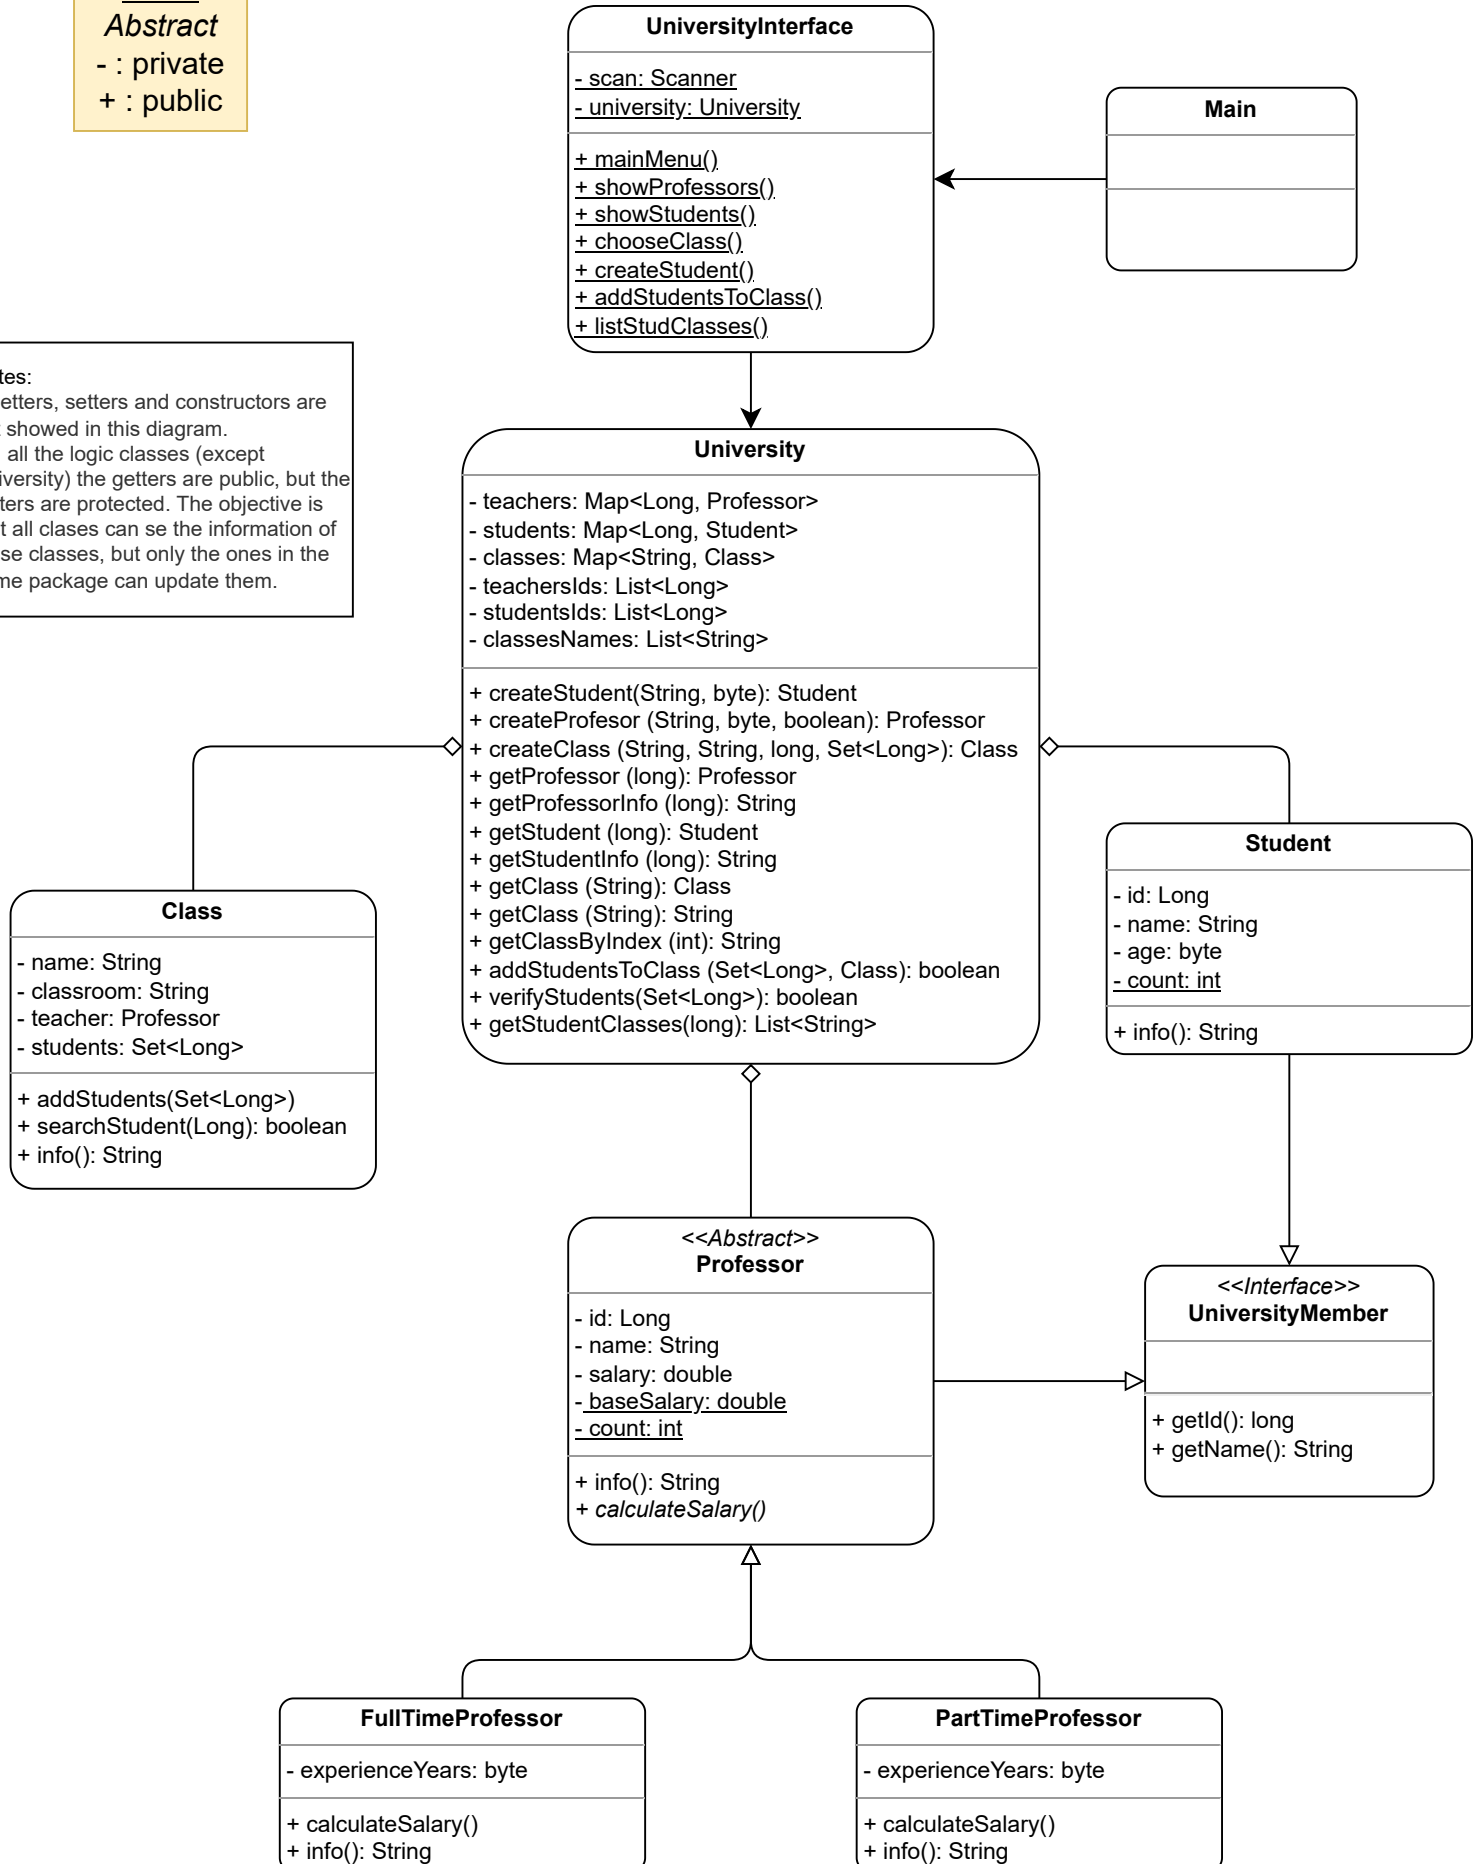 Abstract
- : private
+ : public
UniversityInterface
- scan: Scanner
- university: University
+ mainMenu()
+ showProfessors()
+ showStudents()
+ chooseClass()
+ createStudent()
+ addStudentsToClass()
+ listStudClasses()
Main
tes:
etters, setters and constructors are
showed in this diagram.
all the logic classes (except
iversity) the getters are public, but the
ters are protected. The objective is
t all clases can se the information of
se classes, but only the ones in the
me package can update them.
University
- teachers: Map<Long, Professor>
- students: Map<Long, Student>
- classes: Map<String, Class>
- teachersIds: List<Long>
- studentsIds: List<Long>
- classesNames: List<String>
+ createStudent(String, byte): Student
+ createProfesor (String, byte, boolean): Professor
+ createClass (String, String, long, Set<Long>): Class
+ getProfessor (long): Professor
+ getProfessorInfo (long): String
+ getStudent (long): Student
+ getStudentInfo (long): String
+ getClass (String): Class
+ getClass (String): String
+ getClassByIndex (int): String
+ addStudentsToClass (Set<Long>, Class): boolean
+ verifyStudents(Set<Long>): boolean
+ getStudentClasses(long): List<String>
Class
- name: String
- classroom: String
- teacher: Professor
- students: Set<Long>
+ addStudents(Set<Long>)
+ searchStudent(Long): boolean
+ info(): String
Student
- id: Long
- name: String
- age: byte
- count: int
+ info(): String
<<Abstract>>
Professor
- id: Long
- name: String
- salary: double
- baseSalary: double
- count: int
+ info(): String
+ calculateSalary()
<<Interface>>
UniversityMember
+ getId(): long
+ getName(): String
FullTimeProfessor
- experienceYears: byte
+ calculateSalary()
+ info(): String
PartTimeProfessor
- experienceYears: byte
+ calculateSalary()
+ info(): String